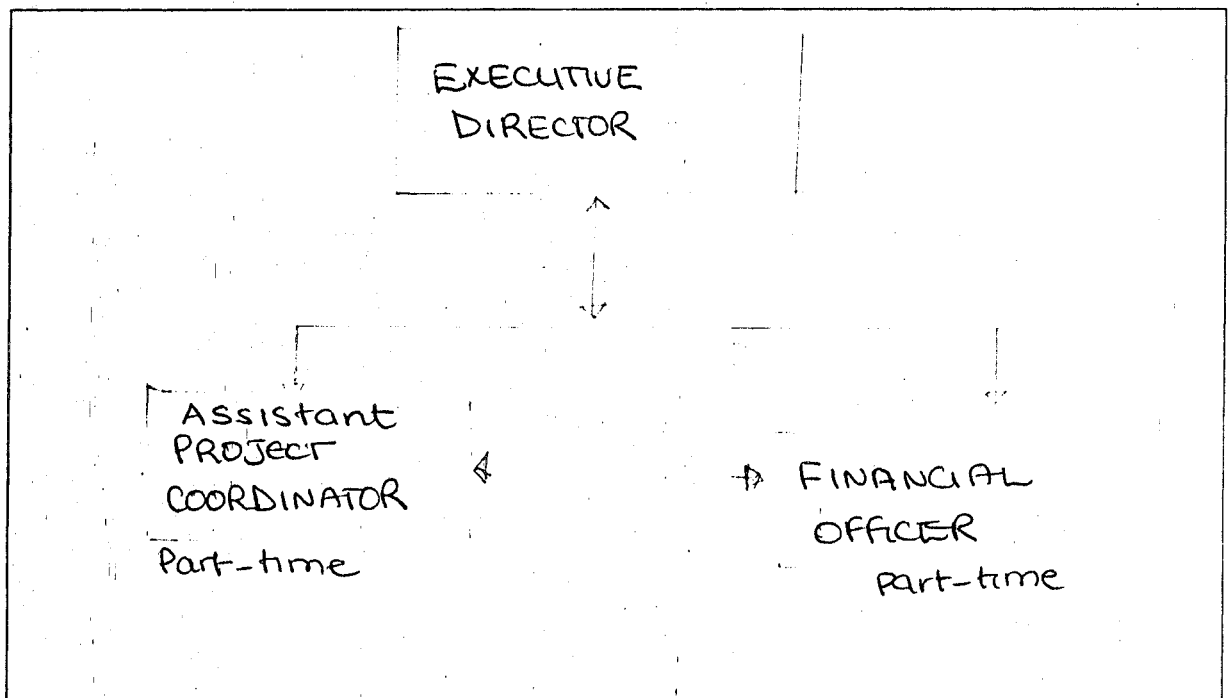 EXECUTIVE
DIRECTOR
Assistant
PROJECT
COORDINATOR
Part-time
FINANCIAL
OFFICER
part-time